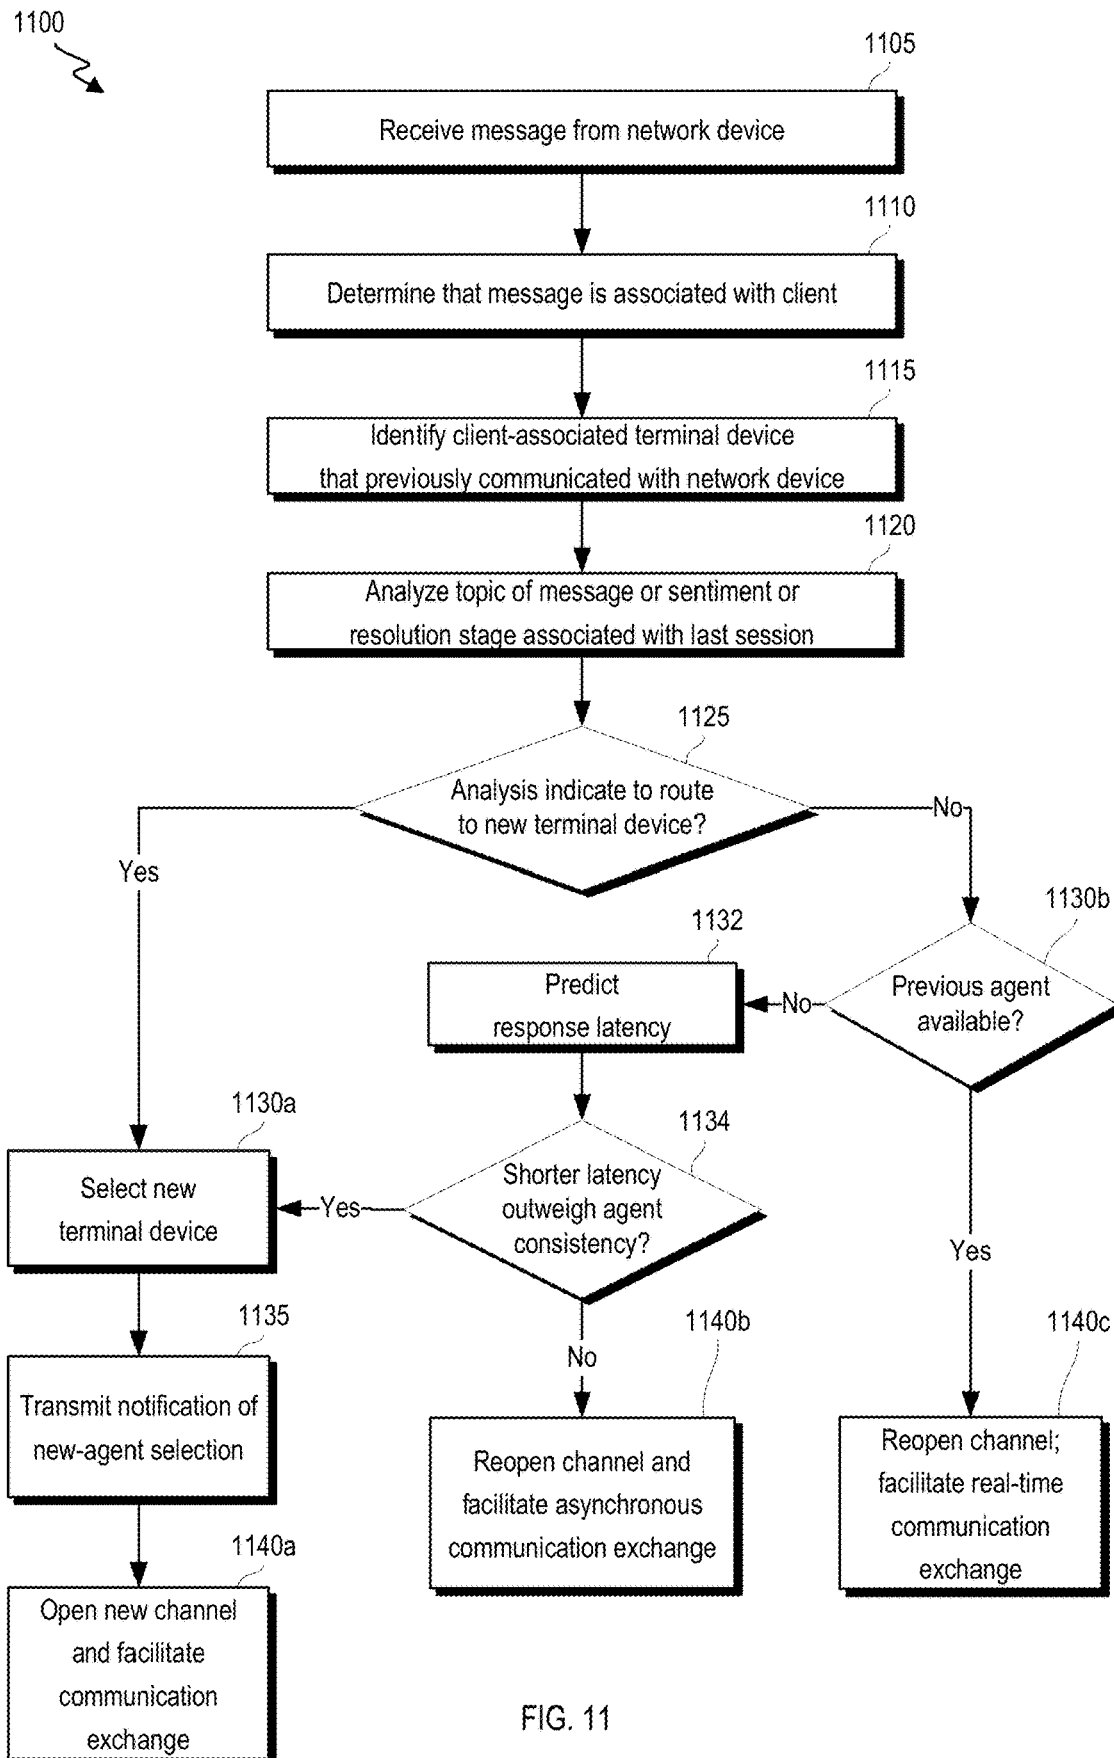 1100
1105
Receive message from network device
1110
Determine that message is associated with client
1115
Identify client-associated terminal device
that previously communicated with network device
1120
Analyze topic of message or sentiment or
resolution stage associated with last session
1125
Analysis indicate to route
to new terminal device?
No
Yes
1130b
Previous agent
available?
No
1132
Predict
response latency
1130a
Select new
terminal device
1134
Shorter latency
outweigh agent
consistency?
Yes
Yes
No
1135
Transmit notification of
new-agent selection
1140b
Reopen channel and
facilitate asynchronous
communication exchange
1140c
Reopen channel;
facilitate real-time
communication
exchange
1140a
Open new channel
and facilitate
communication
exchange
FIG. 11